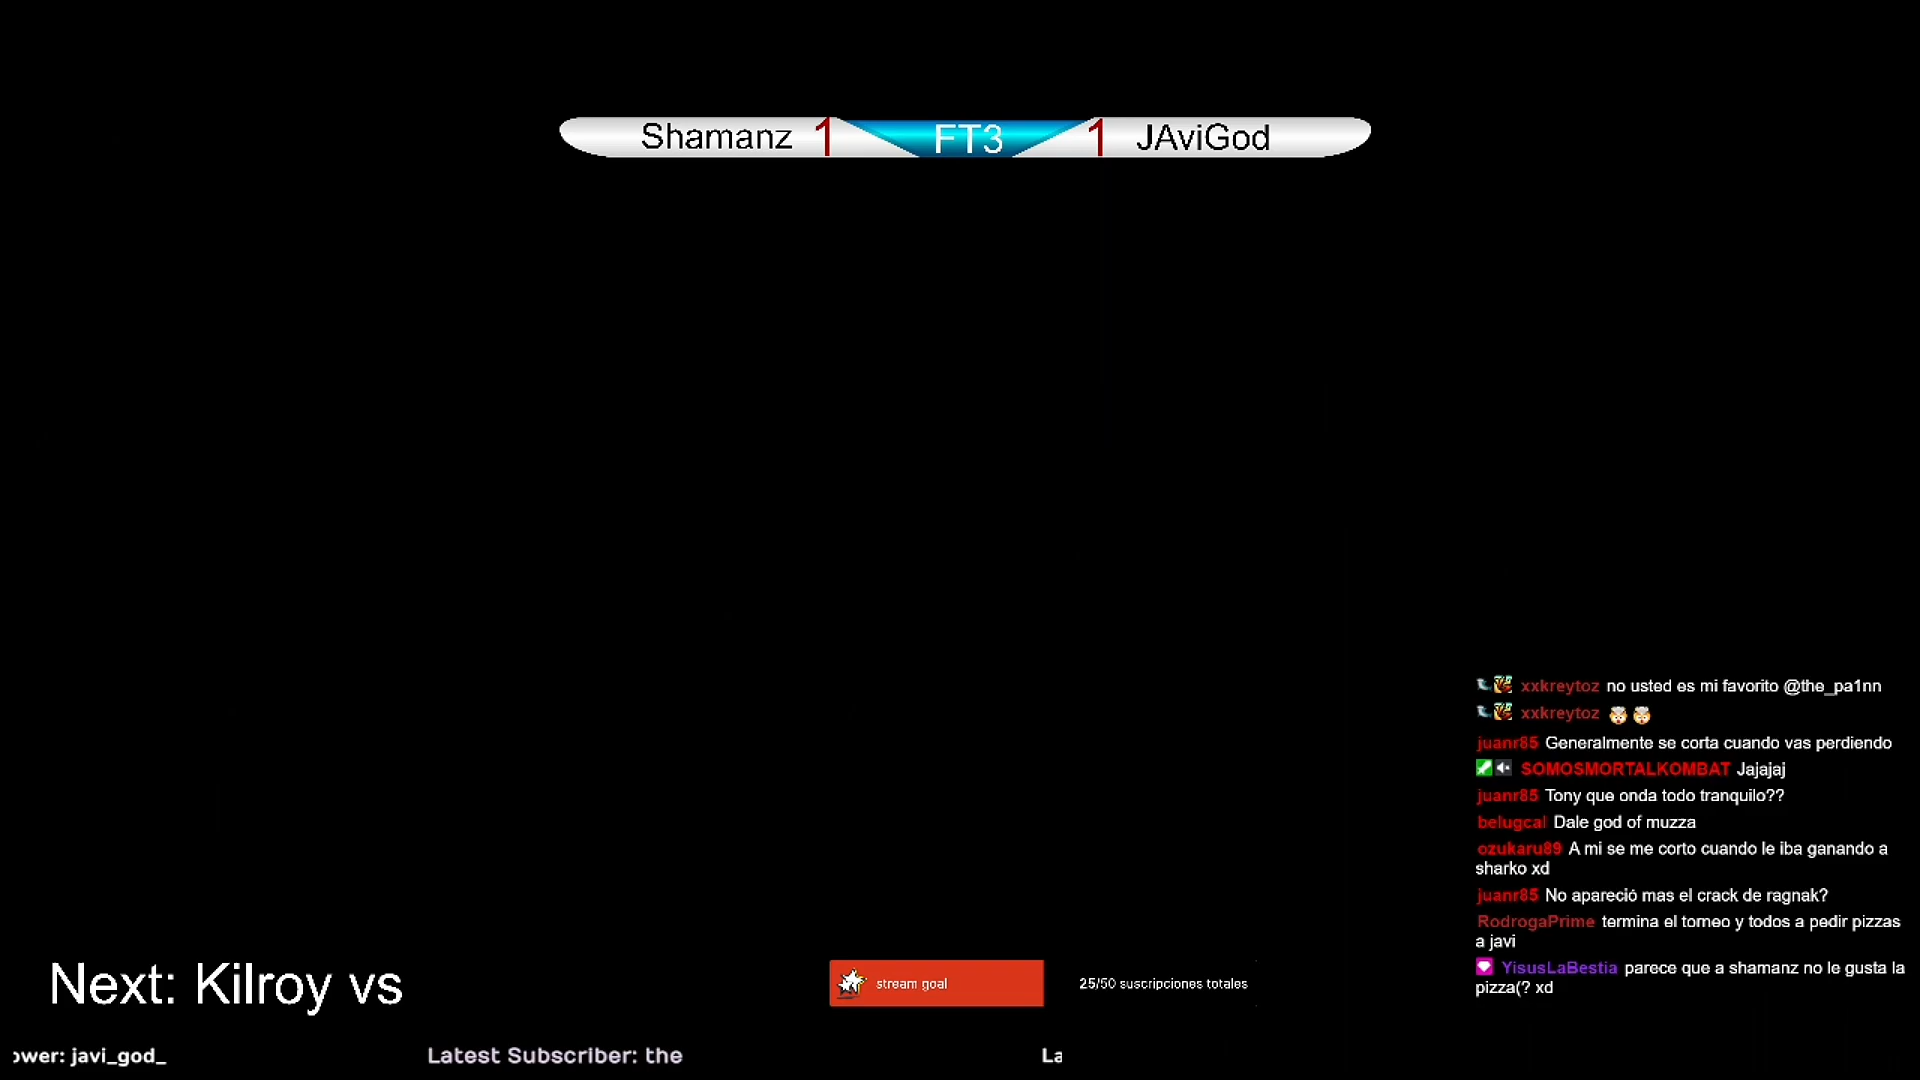 Shamanz 1 FT3 1 JAviGod
xxkreytoz no usted es mi favorito @the_pa1nn
xxkreytoz
juanr85 Generalmente se corta cuando vas perdiendo
SOMOSMORTALKOMBAT Jajajaj
juanr85 Tony que onda todo tranquilo??
belugcal Dale god of muzza
ozukaru89 A mi se me corto cuando le iba ganando a
sharko xd
juanr85 No apareció mas el crack de ragnak?
RodrogaPrime termina el torneo y todos a pedir pizzas
a javi
YisusLaBestia parece que a shamanz no le gusta la
pizza(? xd
Next: Kilroy vs
stream goal 25/50 suscripciones totales
ower: javi_god_ Latest Subscriber: the La